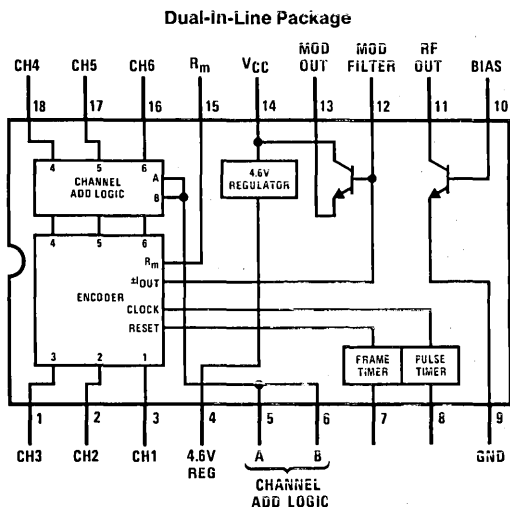 Dual-In-Line Package
CH4 CH5 CH6 Rm VCC MOD OUT MOD FILTER RF OUT BIAS
18 17 16 15 14 13 12 11 10
4 5 6
CHANNEL ADD LOGIC
A
B
4.6V REGULATOR
4 5 6
Rm
±IOUT
ENCODER
CLOCK
RESET
3 2 1
FRAME TIMER
PULSE TIMER
1 2 3 4 5 6 7 8 9
CH3 CH2 CH1 4.6V REG A B GND
CHANNEL
ADD LOGIC